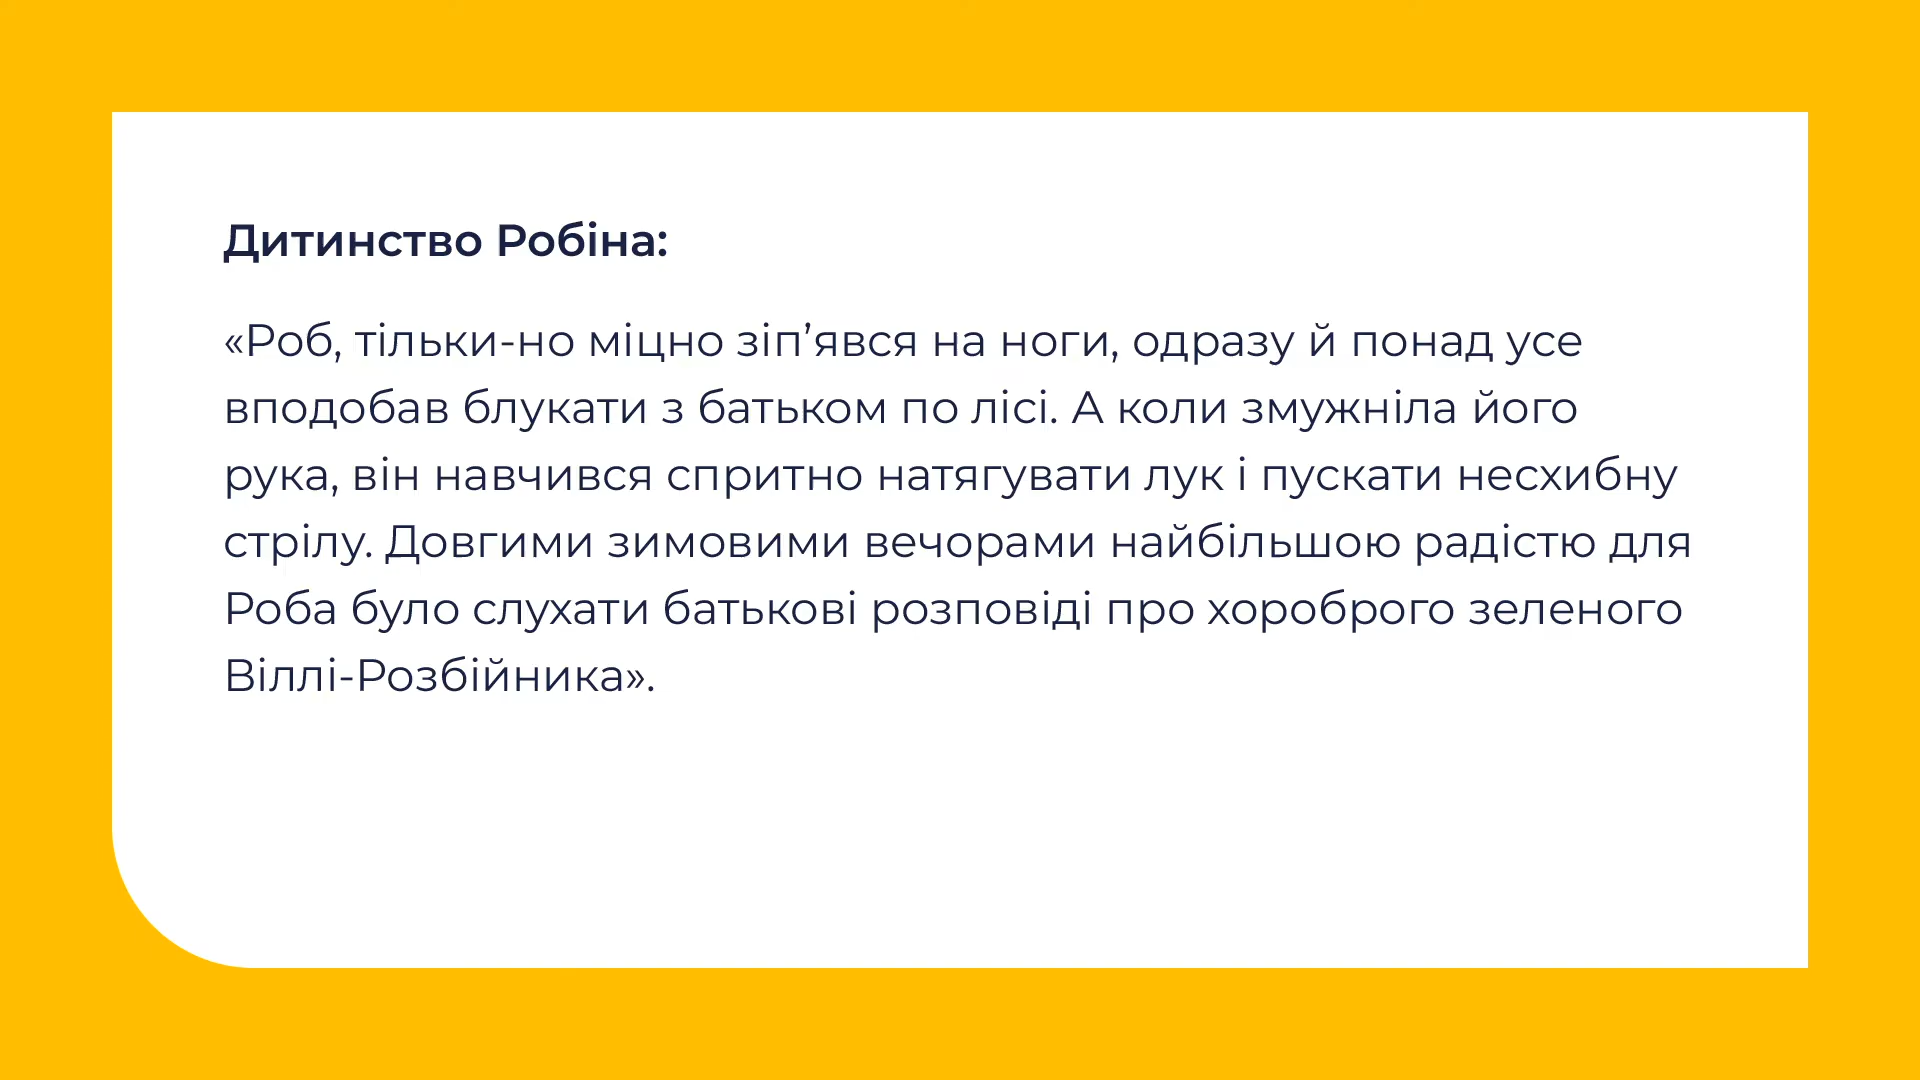 Дитинство Робіна:
«Роб, тільки-но міцно зіп’явся на ноги, одразу й понад усе
вподобав блукати з батьком по лісі. А коли змужніла його
рука, він навчився спритно натягувати лук і пускати несхибну
стрілу. Довгими зимовими вечорами найбільшою радістю для
Роба було слухати батькові розповіді про хороброго зеленого
Віллі-Розбійника».